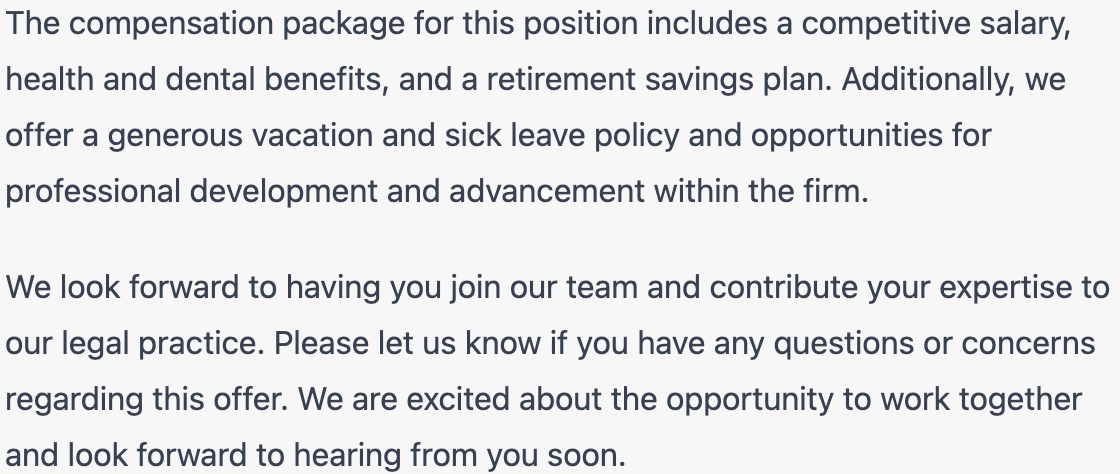 The compensation package for this position includes a competitive salary,
health and dental benefits, and a retirement savings plan. Additionally, we
offer a generous vacation and sick leave policy and opportunities for
professional development and advancement within the firm.
We look forward to having you join our team and contribute your expertise to
our legal practice. Please let us know if you have any questions or concerns
regarding this offer. We are excited about the opportunity to work together
and look forward to hearing from you soon.